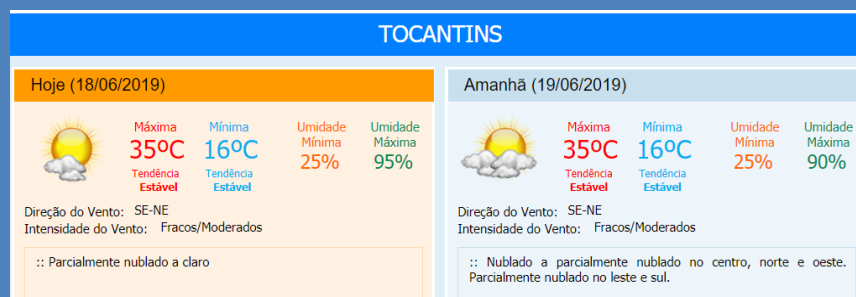 TOCANTINS
Hoje (18/06/2019)
Máxima
35ºC
Tendência
Estável
Mínima
16ºC
Tendência
Estável
Umidade
Mínima
25%
Umidade
Máxima
95%
Direção do Vento: SE-NE
Intensidade do Vento: Fracos/Moderados
:: Parcialmente nublado a claro
Amanhã (19/06/2019)
Máxima
35ºC
Tendência
Estável
Mínima
16ºC
Tendência
Estável
Umidade
Mínima
25%
Umidade
Máxima
90%
Direção do Vento: SE-NE
Intensidade do Vento: Fracos/Moderados
:: Nublado a parcialmente nublado no centro, norte e oeste.
Parcialmente nublado no leste e sul.